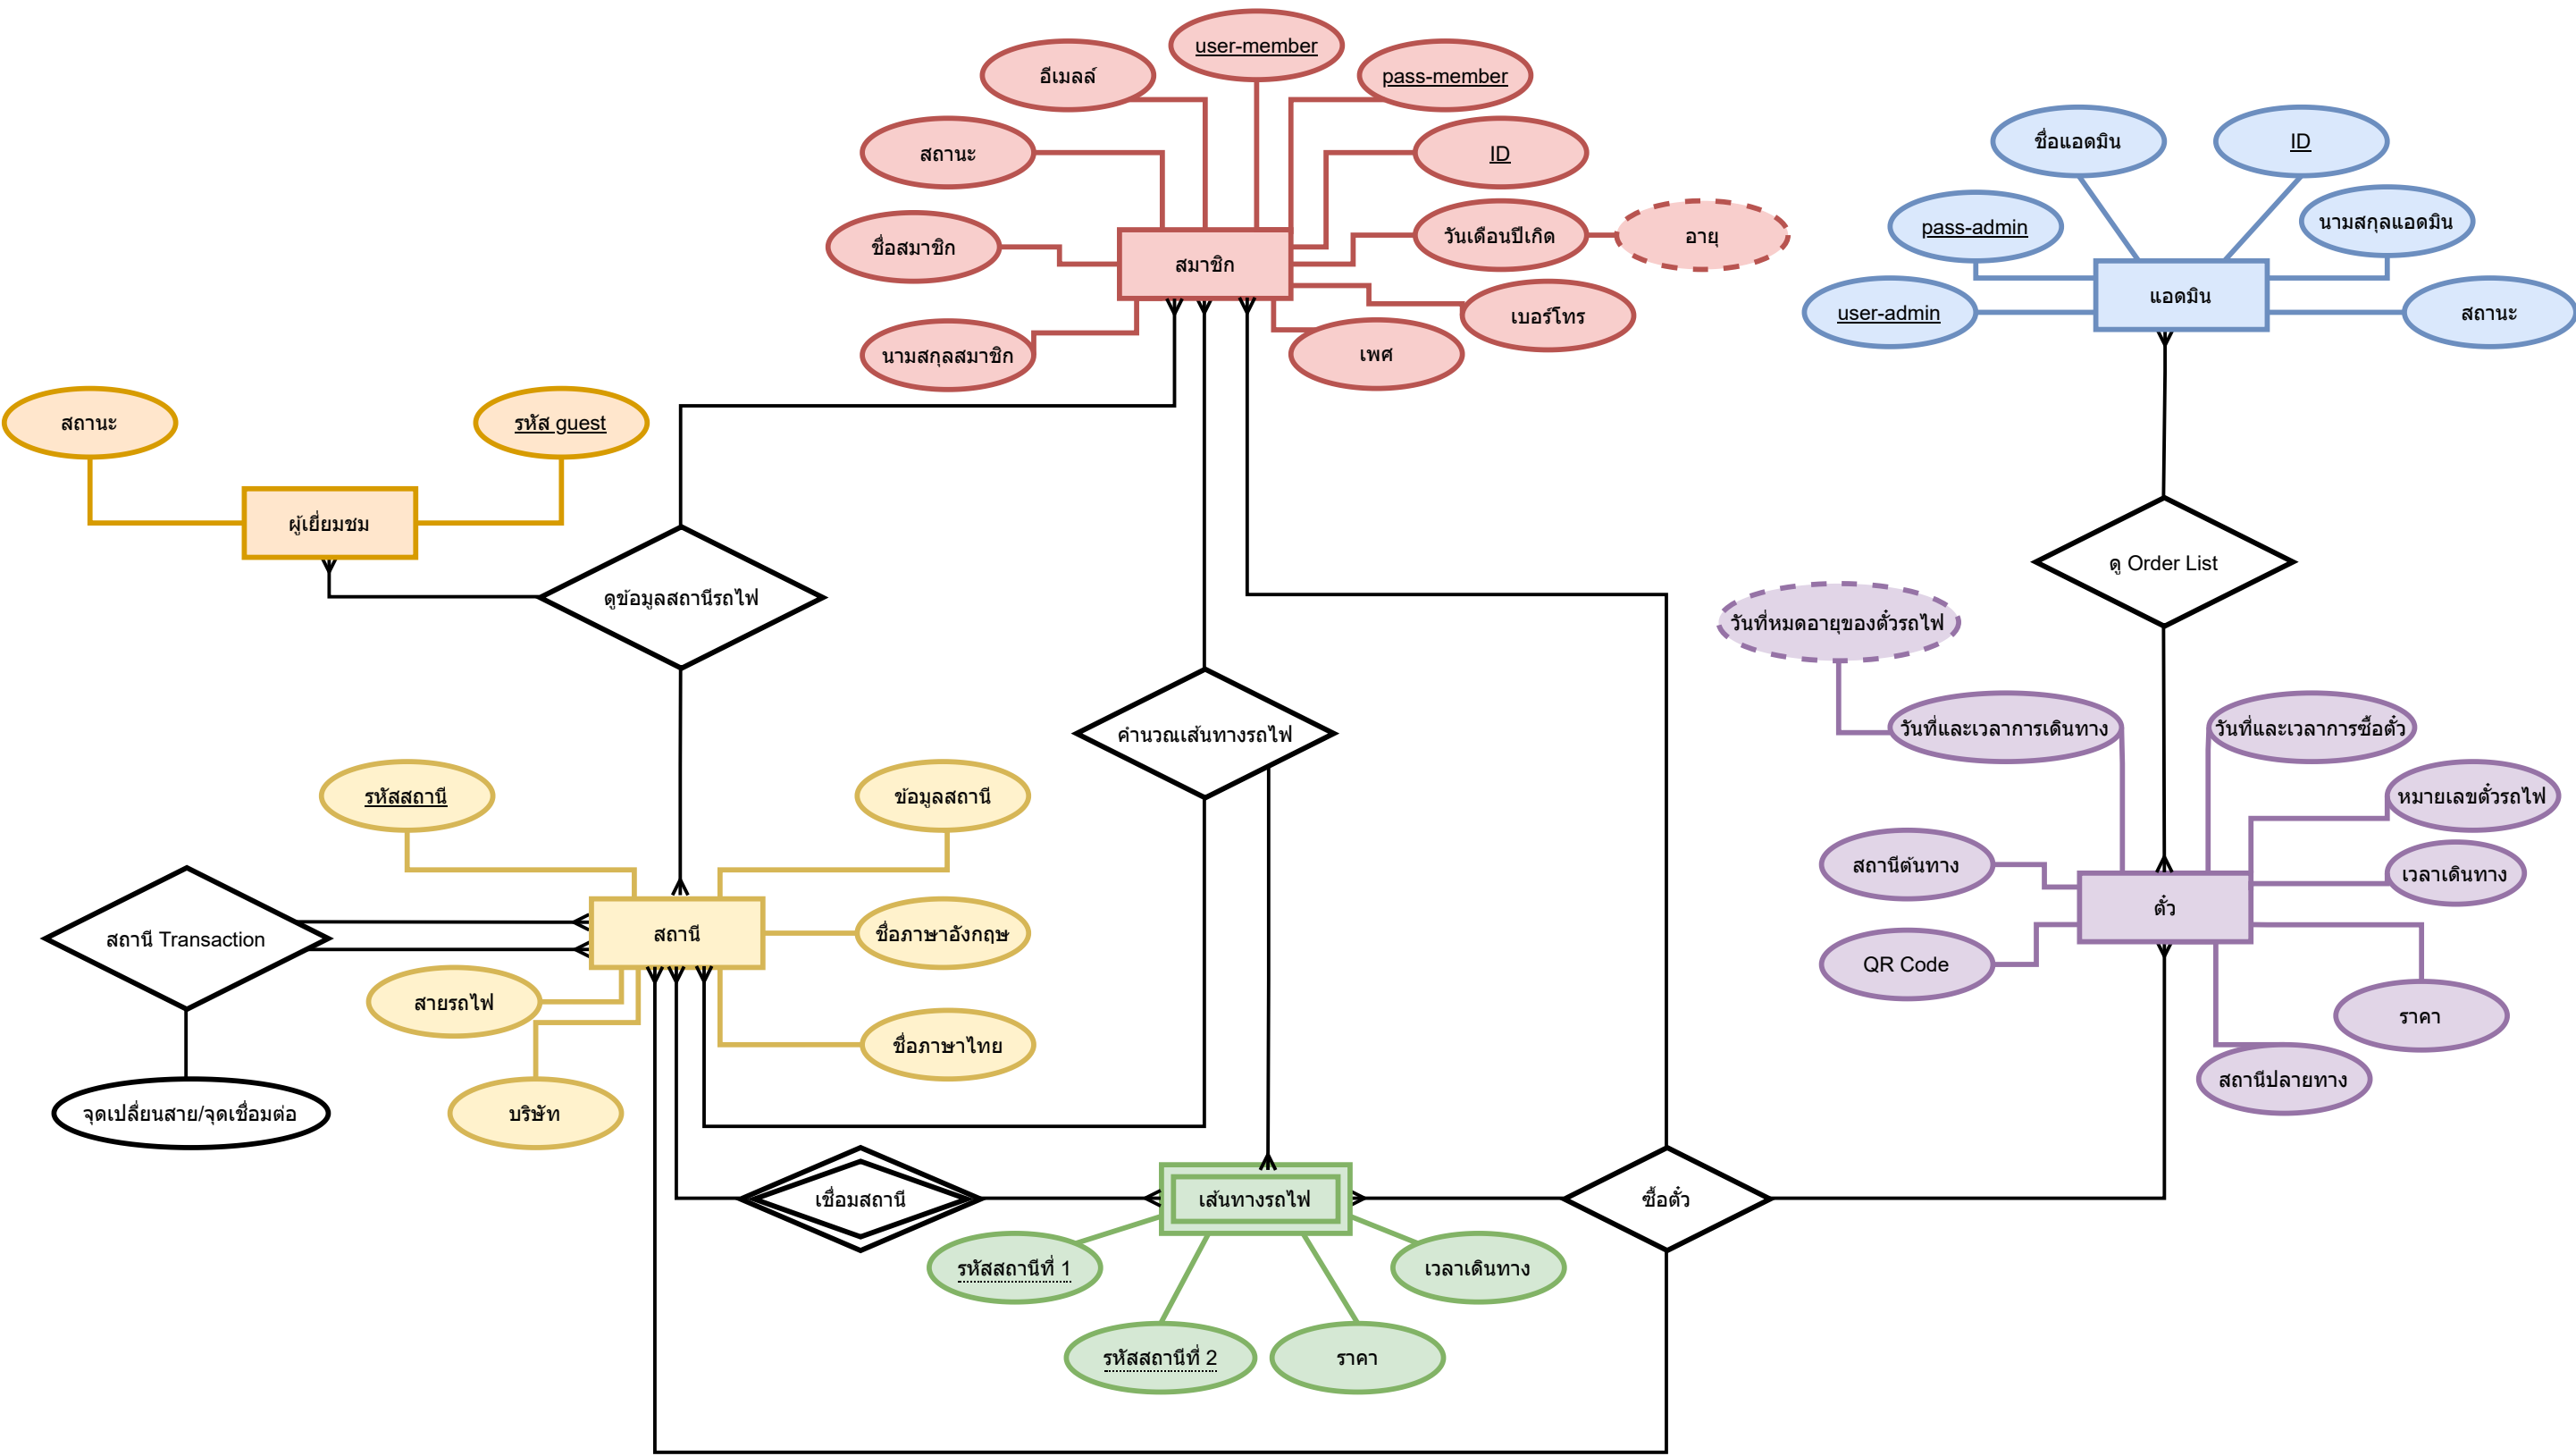 user-member
อีเมลล์
pass-member
สถานะ
ID
ชื่อสมาชิก
วันเดือนปีเกิด
อายุ
สมาชิก
เบอร์โทร
นามสกุลสมาชิก
เพศ
ชื่อแอดมิน
ID
pass-admin
นามสกุลแอดมิน
แอดมิน
user-admin
สถานะ
สถานะ
รหัส guest
ผู้เยี่ยมชม
ดูข้อมูลสถานีรถไฟ
ดู Order List
วันที่หมดอายุของตั๋วรถไฟ
คำนวณเส้นทางรถไฟ
วันที่และเวลาการเดินทาง
วันที่และเวลาการซื้อตั๋ว
รหัสสถานี
ข้อมูลสถานี
หมายเลขตั๋วรถไฟ
สถานีต้นทาง
เวลาเดินทาง
ตั๋ว
สถานี Transaction
สถานี
ชื่อภาษาอังกฤษ
QR Code
สายรถไฟ
ชื่อภาษาไทย
ราคา
สถานีปลายทาง
จุดเปลี่ยนสาย/จุดเชื่อมต่อ
บริษัท
เชื่อมสถานี
เส้นทางรถไฟ
ซื้อตั๋ว
รหัสสถานีที่ 1
เวลาเดินทาง
รหัสสถานีที่ 2
ราคา